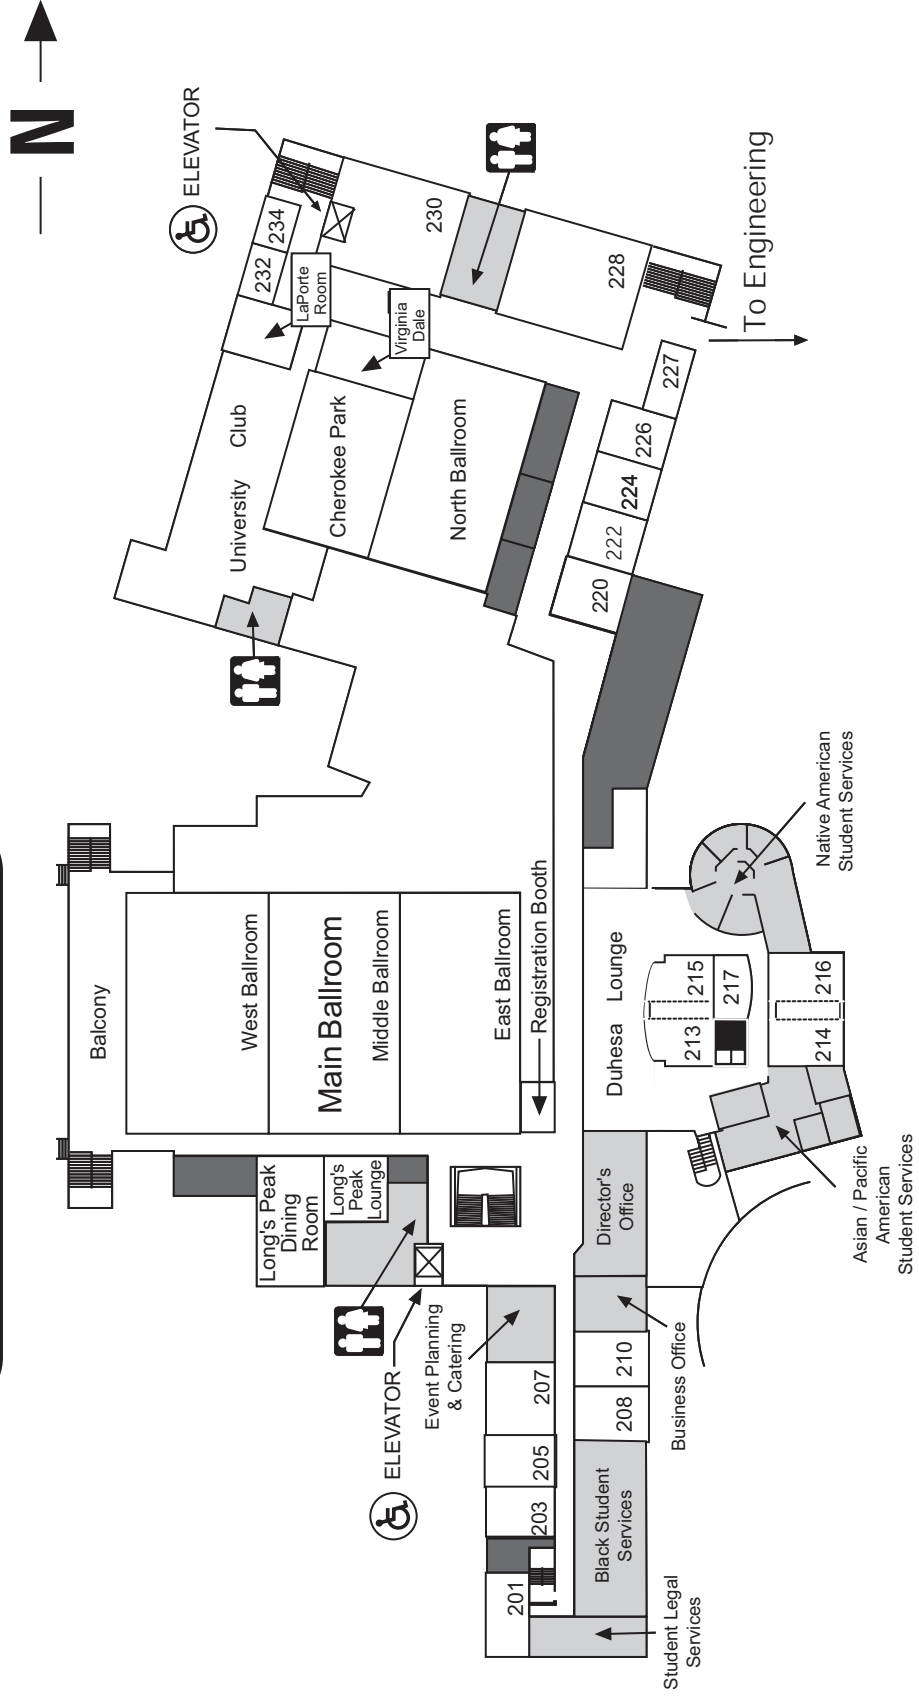 N
ELEVATOR
234
232
LaPorte
Room
230
228
To Engineering
Virginia
Dale
227
226
224
222
220
University Club
Cherokee Park
North Ballroom
Balcony
West Ballroom
Main Ballroom
Middle Ballroom
East Ballroom
Registration Booth
Duhesa Lounge
215
217
213
216
214
Native American
Student Services
Asian / Pacific
American
Student Services
Long's Peak
Dining
Room
Long's
Peak
Lounge
Director's
Office
ELEVATOR
Event Planning
& Catering
Business Office
210
208
207
205
203
201
Black Student
Services
Student Legal
Services